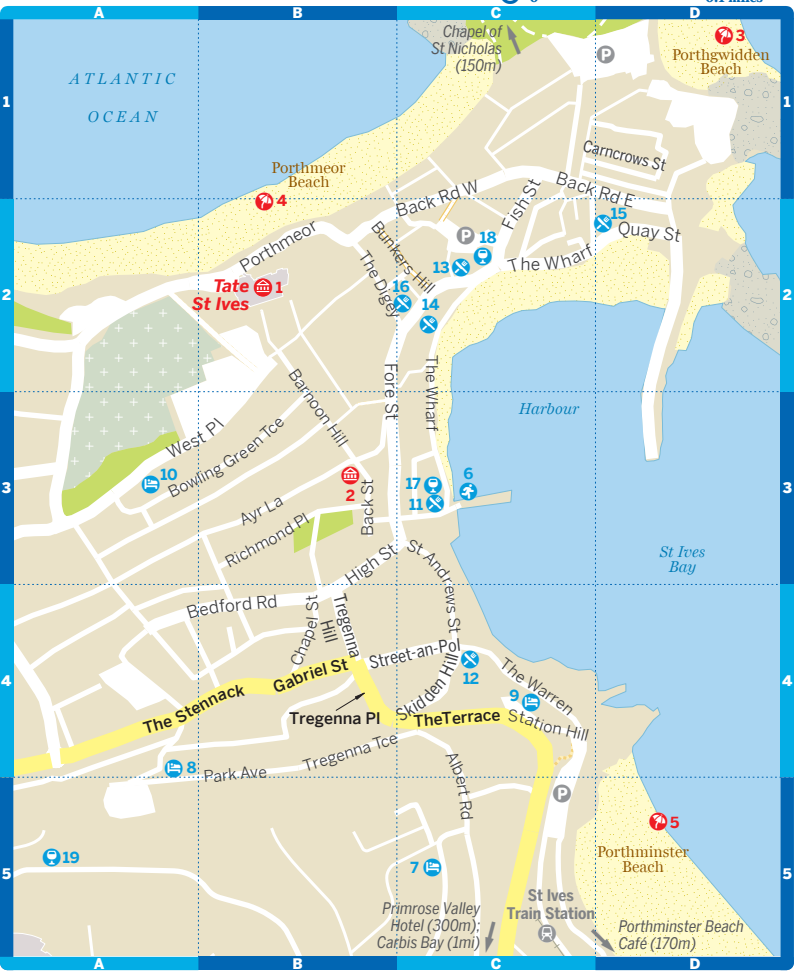 A
B
C
D
Chapel of
St Nicholas
(150m)
P
3
Porthgwidden
Beach
ATLANTIC
OCEAN
1
1
Carncrows St
Porthmeor
Beach
4
Back Rd W
Fish St
Back Rd E
15
Quay St
P
18
13
The Wharf
Porthmeor
Bunkers Hill
The Digey
16
14
Tate
St Ives
1
2
2
Fore St
The Wharf
Harbour
Barnoon Hill
West Pl
Bowling Green Tce
10
3
3
2
Back St
17
11
6
Ayr La
Richmond Pl
High St
St Andrews St
St Ives
Bay
Bedford Rd
Chapel St
Tregenna
Hill
Street-an-Pol
12
Skidden Hill
The Warren
9
4
4
Gabriel St
The Stennack
Tregenna Pl
TheTerrace
Station Hill
8
Park Ave
Tregenna Tce
Albert Rd
P
5
Porthminster
Beach
19
7
5
5
St Ives
Train Station
Primrose Valley
Hotel (300m);
Carbis Bay (1mi)
Porthminster Beach
Café (170m)
A
B
C
D